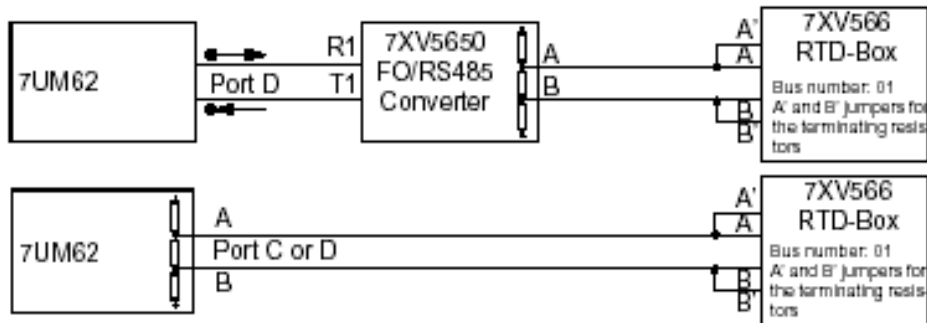 7UM62
R1
Port D
T1
7XV5650
FO/RS485
Converter
A
B
A'
A
B
B'
7XV566
RTD-Box
Bus number: 01
A' and B' jumpers for
the terminating resis-
tors
7UM62
A
Port C or D
B
A'
A
B
B'
7XV566
RTD-Box
Bus number: 01
A' and B' jumpers for
the terminating resis-
tors